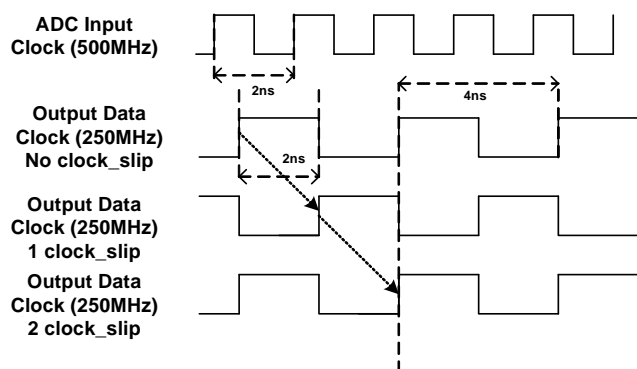 ADC Input
Clock (500MHz)
2ns
4ns
Output Data
Clock (250MHz)
No clock_slip
2ns
Output Data
Clock (250MHz)
1 clock_slip
Output Data
Clock (250MHz)
2 clock_slip